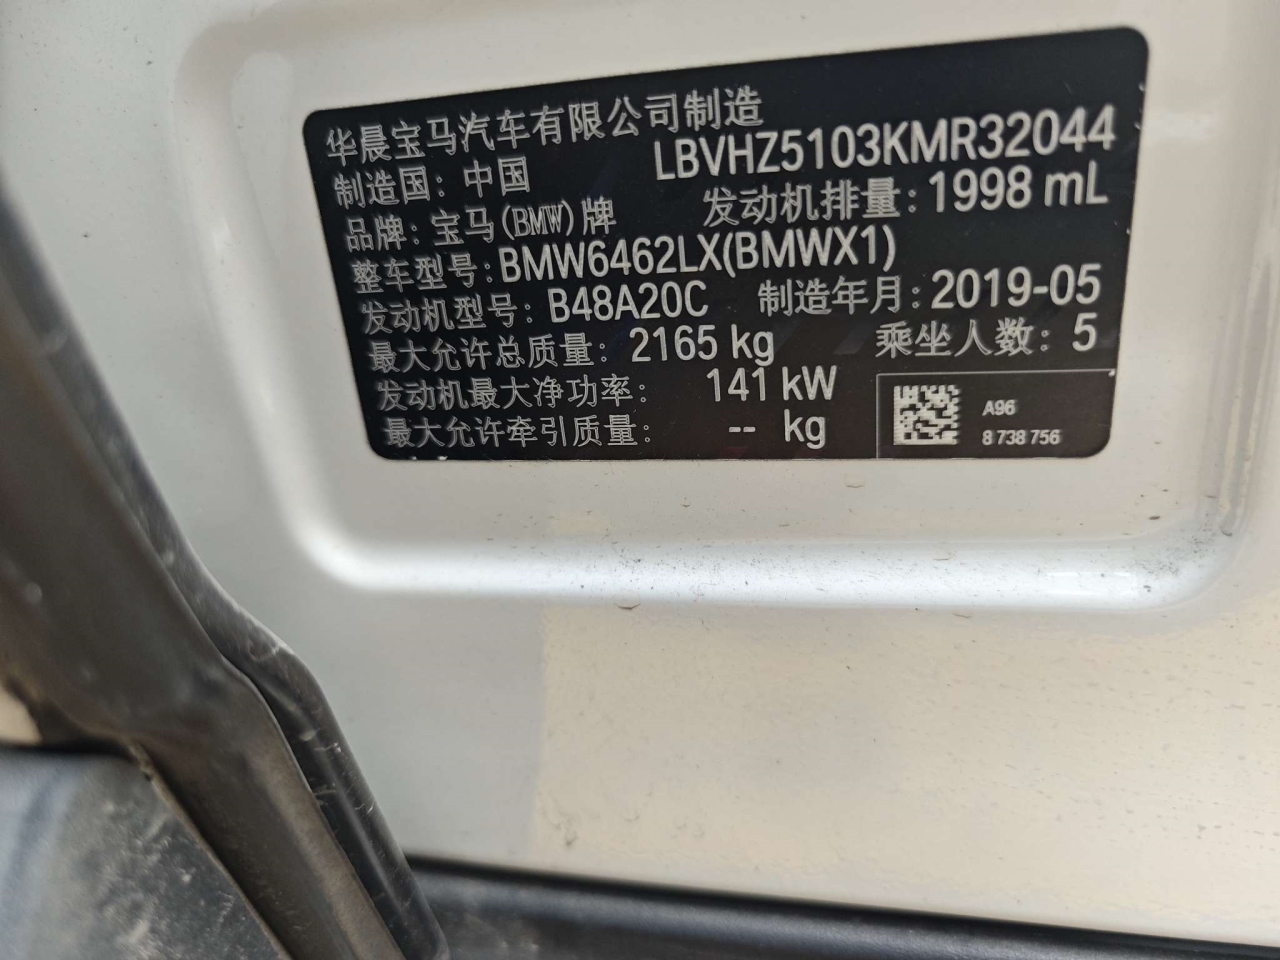 华晨宝马汽车有限公司制造
制造国：中国 LBVHZ5103KMR32044
品牌：宝马(BMW)牌 发动机排量：1998 mL
整车型号：BMW6462LX(BMWX1)
发动机型号：B48A20C 制造年月：2019-05
最大允许总质量：2165 kg 乘坐人数：5
发动机最大净功率：141 kW
最大允许牵引质量：-- kg
A96
8 738 756